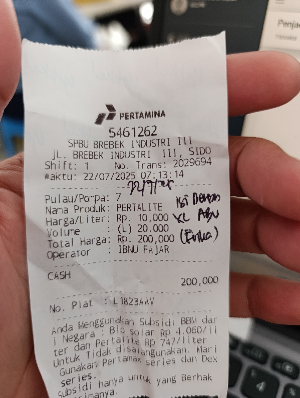 PERTAMINA
5461262
SPBU BREBEK INDUSTRI III
JL. BREBEK INDUSTRI III, SIDO
Shift: 1 No. Trans: 2029694
Waktu: 22/07/2025 07:13:14
Pulau/Pompa: 7
Nama Produk: PERTALITE
Harga/Liter: Rp. 10,000
Volume : (L) 20.000
Total Harga: Rp. 200,000
Operator : IBNU FAJAR
CASH
200,000
No. Plat : L1823AAV
Anda Menggunakan Subsidi BBM da
ri Negara : Bio solar Rp 4.060/li
ter dan Pertalite Rp 747/liter
Untuk Tidak disalahgunakan. Mari
Gunakan Pertamax series dan Dex
series.
Subsidi hanya untuk yang Berhak